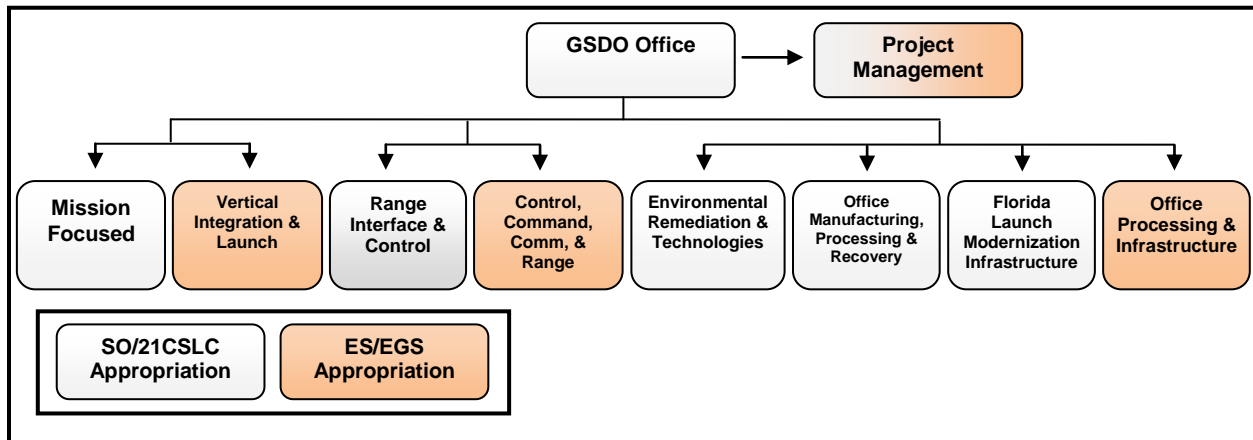 GSDO Office
Project
Management
Mission
Focused
Vertical
Integration &
Launch
Range
Interface &
Control
Control,
Command,
Comm, &
Range
Environmental
Remediation &
Technologies
Office
Manufacturing,
Processing &
Recovery
Florida
Launch
Modernization
Infrastructure
Office
Processing &
Infrastructure
SO/21CSLC
Appropriation
ES/EGS
Appropriation